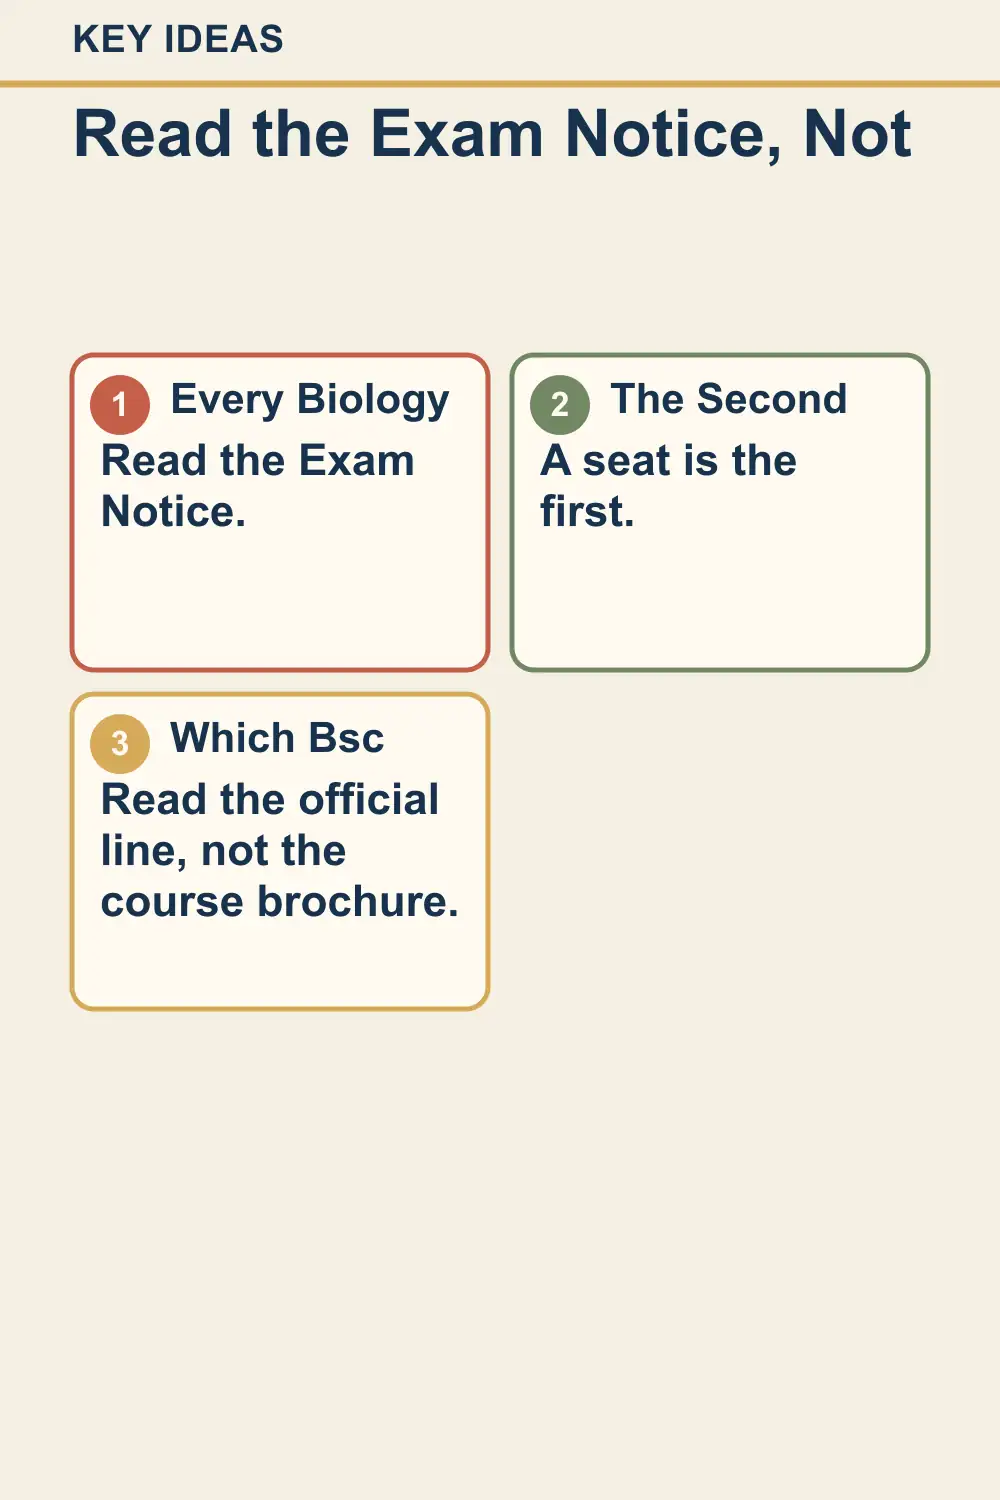 KEY IDEAS
Read the Exam Notice, Not
1 Every Biology
Read the Exam
Notice.
2 The Second
A seat is the
first.
3 Which Bsc
Read the official
line, not the
course brochure.